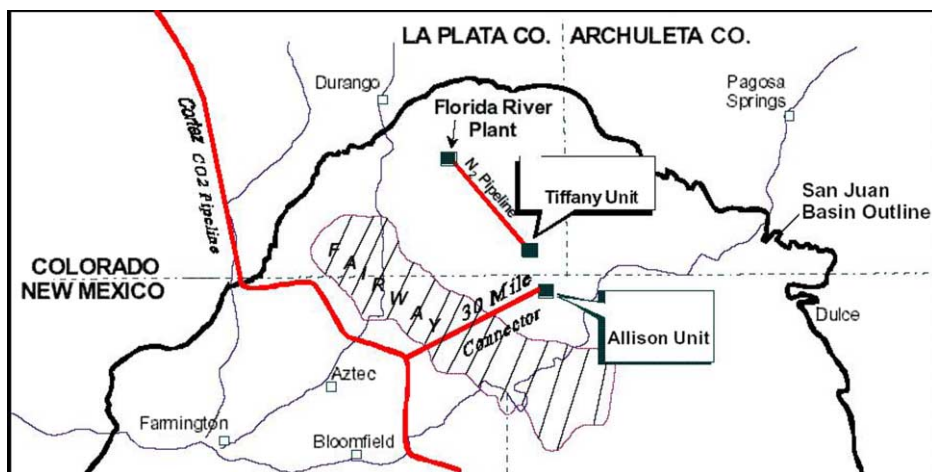 LA PLATA CO.
ARCHULETA CO.
Durango
Pagosa
Springs
Florida River
Plant
Cortez CO2 Pipeline
N2 Pipeline
Tiffany Unit
San Juan
Basin Outline
FAIRWAY
COLORADO
NEW MEXICO
30 Mile
Connector
Allison Unit
Dulce
Aztec
Farmington
Bloomfield